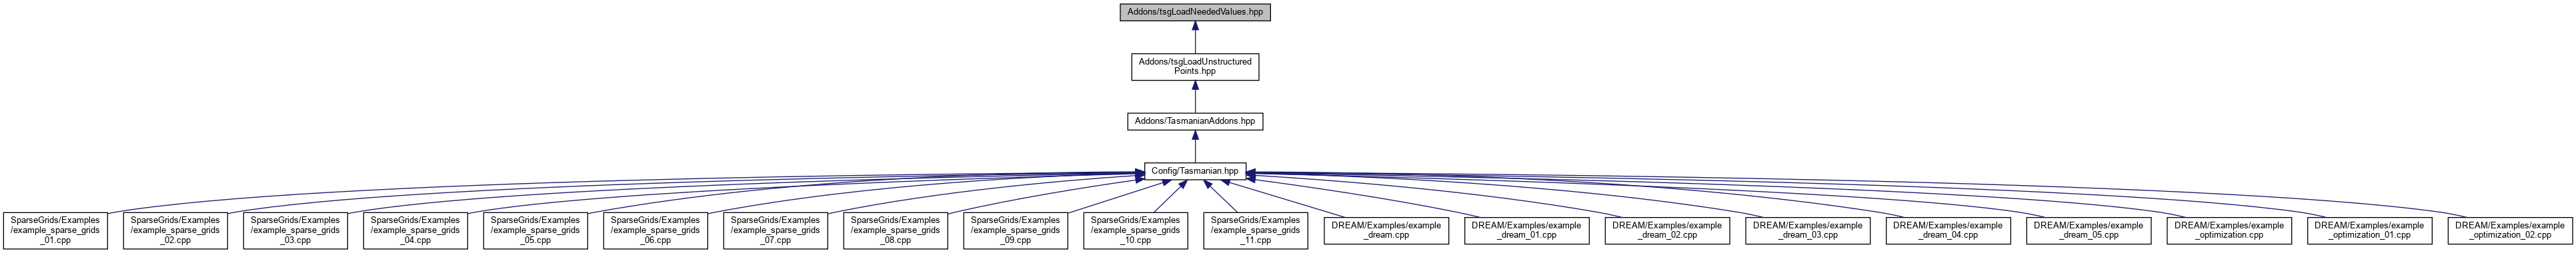 Addons/tsgLoadNeededValues.hpp
Addons/tsgLoadUnstructured
Points.hpp
Addons/TasmanianAddons.hpp
Config/Tasmanian.hpp
SparseGrids/Examples
/example_sparse_grids
_01.cpp
SparseGrids/Examples
/example_sparse_grids
_02.cpp
SparseGrids/Examples
/example_sparse_grids
_03.cpp
SparseGrids/Examples
/example_sparse_grids
_04.cpp
SparseGrids/Examples
/example_sparse_grids
_05.cpp
SparseGrids/Examples
/example_sparse_grids
_06.cpp
SparseGrids/Examples
/example_sparse_grids
_07.cpp
SparseGrids/Examples
/example_sparse_grids
_08.cpp
SparseGrids/Examples
/example_sparse_grids
_09.cpp
SparseGrids/Examples
/example_sparse_grids
_10.cpp
SparseGrids/Examples
/example_sparse_grids
_11.cpp
DREAM/Examples/example
_dream.cpp
DREAM/Examples/example
_dream_01.cpp
DREAM/Examples/example
_dream_02.cpp
DREAM/Examples/example
_dream_03.cpp
DREAM/Examples/example
_dream_04.cpp
DREAM/Examples/example
_dream_05.cpp
DREAM/Examples/example
_optimization.cpp
DREAM/Examples/example
_optimization_01.cpp
DREAM/Examples/example
_optimization_02.cpp